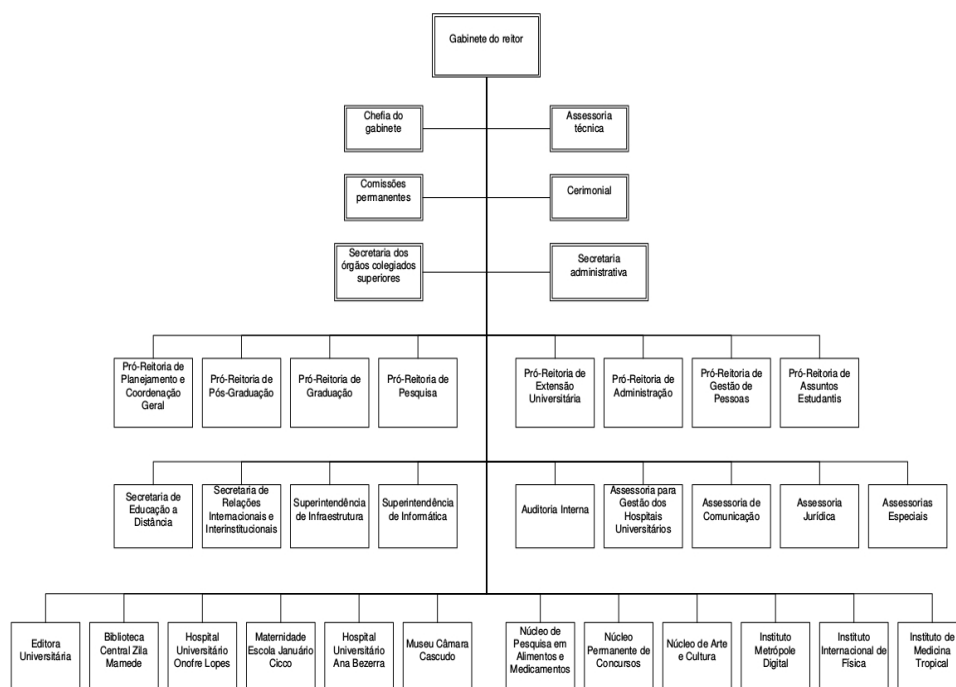 Gabinete do reitor
Chefia do
gabinete
Assessoria
técnica
Comissões
permanentes
Cerimonial
Secretaria dos
órgãos colegiados
superiores
Secretaria
administrativa
Pró-Reitoria de
Planejamento e
Coordenação
Geral
Pró-Reitoria de
Pós-Graduação
Pró-Reitoria de
Graduação
Pró-Reitoria de
Pesquisa
Pró-Reitoria de
Extensão
Universitária
Pró-Reitoria de
Administração
Pró-Reitoria de
Gestão de
Pessoas
Pró-Reitoria de
Assuntos
Estudantis
Secretaria de
Educação a
Distância
Secretaria de
Relações
Internacionais e
Interinstitucionais
Superintendência
de Infraestrutura
Superintendência
de Informática
Auditoria Interna
Assessoria para
Gestão dos
Hospitais
Universitários
Assessoria de
Comunicação
Assessoria
Jurídica
Assessorias
Especiais
Editora
Universitária
Biblioteca
Central Zila
Mamede
Hospital
Universitário
Onofre Lopes
Maternidade
Escola Januário
Cicco
Hospital
Universitário
Ana Bezerra
Museu Câmara
Cascudo
Núcleo de
Pesquisa em
Alimentos e
Medicamentos
Núcleo
Permanente de
Concursos
Núcleo de Arte
e Cultura
Instituto
Metrópole
Digital
Instituto
Internacional de
Física
Instituto de
Medicina
Tropical